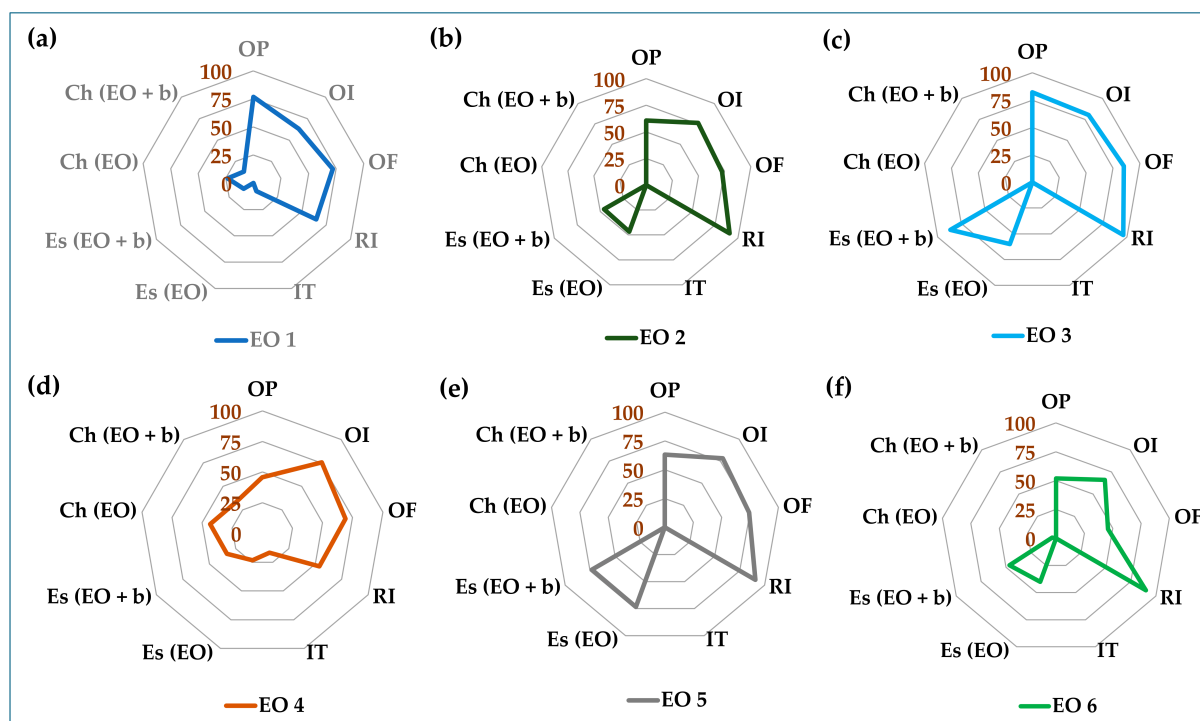 (a)
OP
OI
OF
RI
IT
Es (EO)
Es (EO + b)
Ch (EO)
Ch (EO + b)
100
75
50
25
0
EO 1
(b)
OP
OI
OF
RI
IT
Es (EO)
Es (EO + b)
Ch (EO)
Ch (EO + b)
100
75
50
25
0
EO 2
(c)
OP
OI
OF
RI
IT
Es (EO)
Es (EO + b)
Ch (EO)
Ch (EO + b)
100
75
50
25
0
EO 3
(d)
OP
OI
OF
RI
IT
Es (EO)
Es (EO + b)
Ch (EO)
Ch (EO + b)
100
75
50
25
0
EO 4
(e)
OP
OI
OF
RI
IT
Es (EO)
Es (EO + b)
Ch (EO)
Ch (EO + b)
100
75
50
25
0
EO 5
(f)
OP
OI
OF
RI
IT
Es (EO)
Es (EO + b)
Ch (EO)
Ch (EO + b)
100
75
50
25
0
EO 6